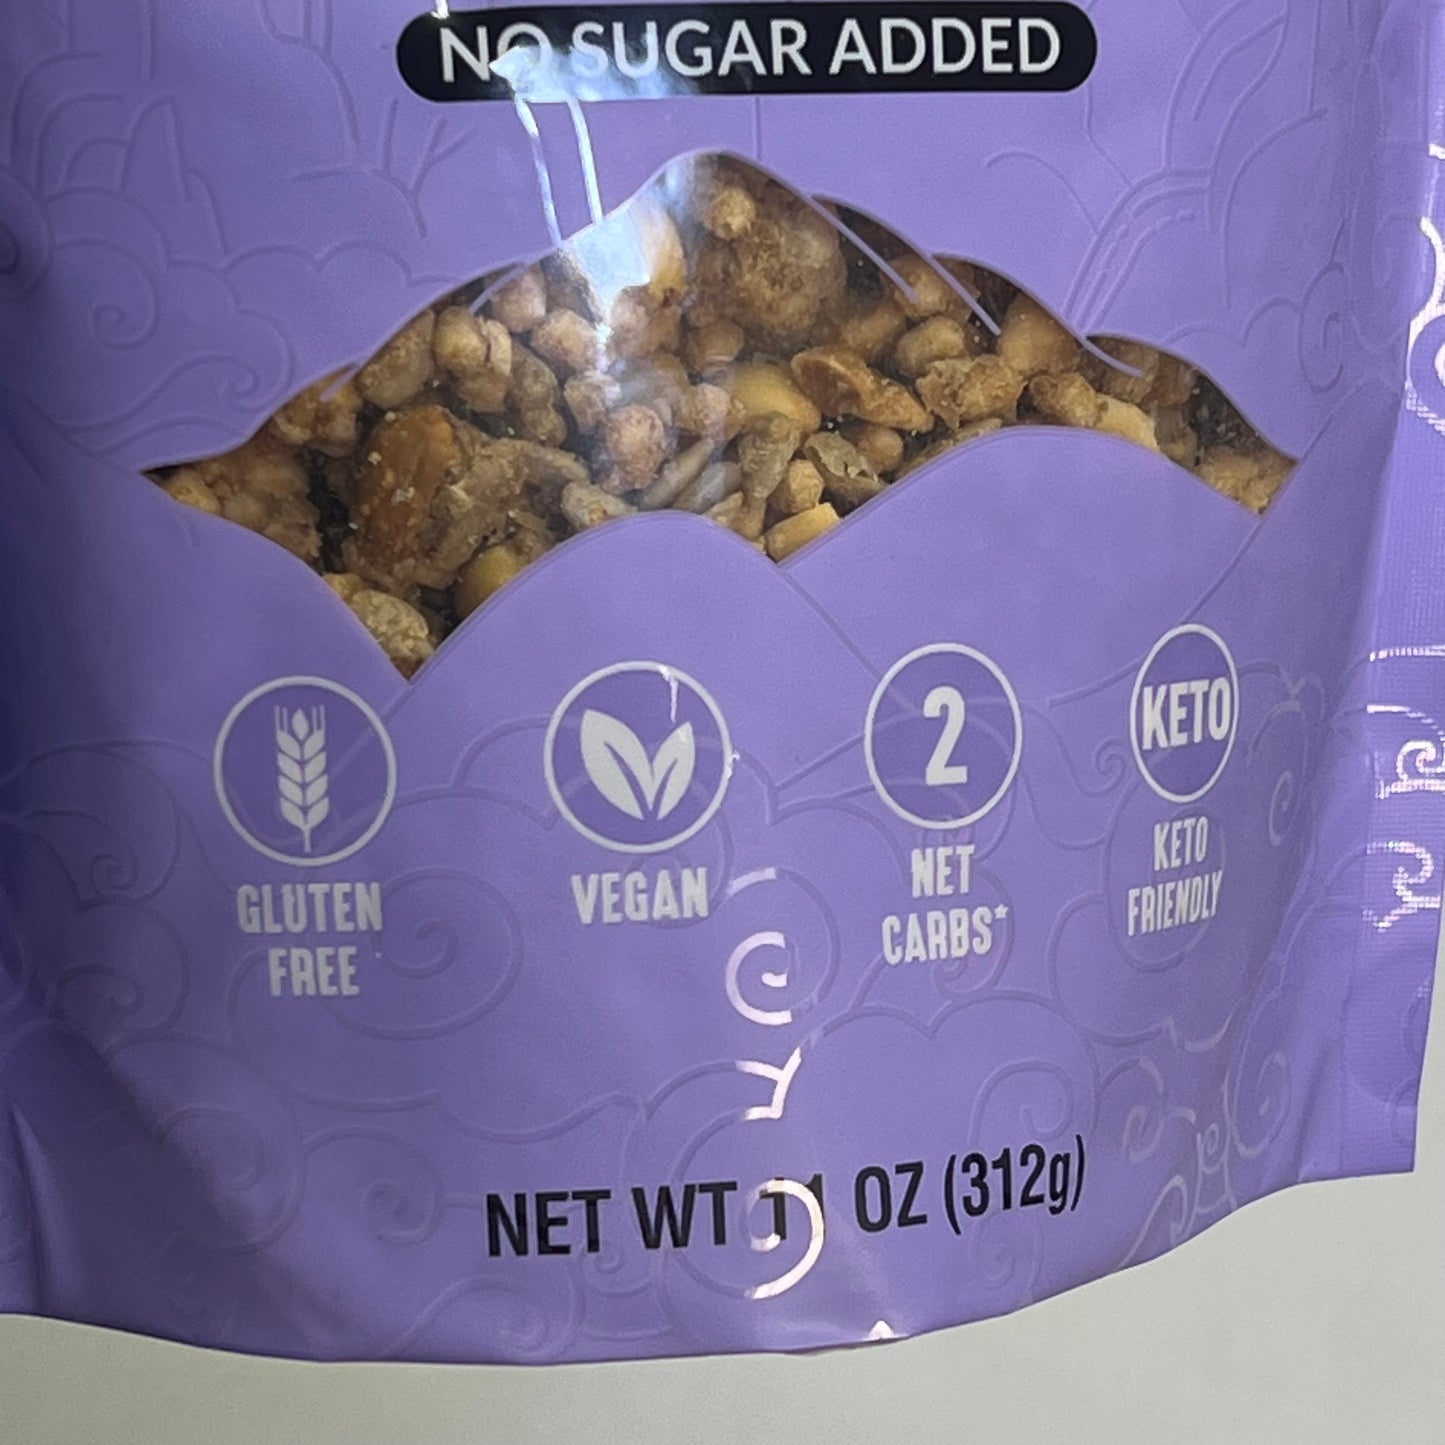 NO SUGAR ADDED
GLUTEN
FREE
VEGAN
2
NET
CARBS*
KETO
KETO
FRIENDLY
NET WT 11 OZ (312g)